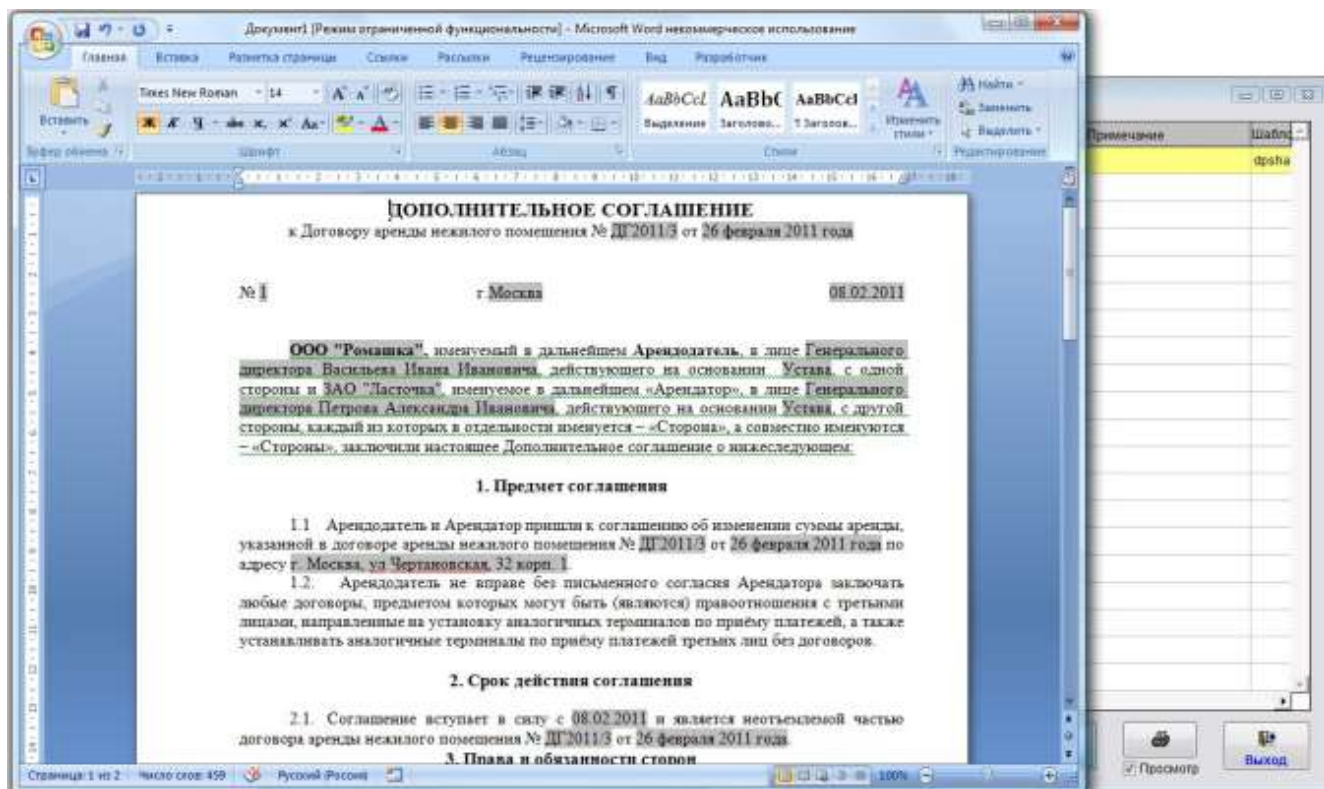 Документ1 [Режим ограниченной функциональности] - Microsoft Word некоммерческое использование
Главная Вставка Разметка страницы Ссылки Рассылки Рецензирование Вид Разработчик
Вставить
Times New Roman 14
AaBbCcI AaBbC AaBbCcI
Выделение Заголово... Т Заголов...
Изменить стили
Найти
Заменить
Выделить
Буфер обмена Шрифт Абзац Стили Редактирование
Примечание Шабло
dpsha
ДОПОЛНИТЕЛЬНОЕ СОГЛАШЕНИЕ
к Договору аренды нежилого помещения № ДГ2011/3 от 26 февраля 2011 года
№ 1 г.Москва 08.02.2011
ООО "Ромашка", именуемый в дальнейшем Арендодатель, в лице Генерального
директора Васильева Ивана Ивановича, действующего на основании Устава, с одной
стороны и ЗАО "Ласточка", именуемое в дальнейшем «Арендатор», в лице Генерального
директора Петрова Александра Ивановича, действующего на основании Устава, с другой
стороны, каждый из которых в отдельности именуется – «Сторона», а совместно именуются
– «Стороны», заключили настоящее Дополнительное соглашение о нижеследующем:
1. Предмет соглашения
1.1 Арендодатель и Арендатор пришли к соглашению об изменении суммы аренды,
указанной в договоре аренды нежилого помещения № ДГ2011/3 от 26 февраля 2011 года по
адресу г. Москва, ул Чертановская, 32 корп. 1.
1.2. Арендодатель не вправе без письменного согласия Арендатора заключать
любые договоры, предметом которых могут быть (являются) правоотношения с третьими
лицами, направленные на установку аналогичных терминалов по приёму платежей, а также
устанавливать аналогичные терминалы по приёму платежей третьих лиц без договоров.
2. Срок действия соглашения
2.1. Соглашение вступает в силу с 08.02.2011 и является неотъемлемой частью
договора аренды нежилого помещения № ДГ2011/3 от 26 февраля 2011 года.
3. Права и обязанности сторон
Страница: 1 из 2 Число слов: 459 Русский (Россия) 100%
Просмотр Выход